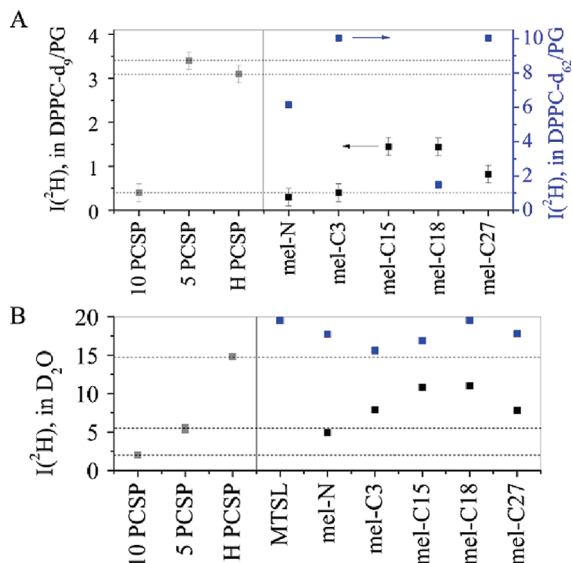 A
I(²H), in DPPC-d₉/PG
4
3
2
1
0
10
8
6
4
2
0
I(²H), in DPPC-d₆₂/PG
10 PCSP
5 PCSP
H PCSP
mel-N
mel-C3
mel-C15
mel-C18
mel-C27
B
I(²H), in D₂O
20
15
10
5
0
10 PCSP
5 PCSP
H PCSP
MTSL
mel-N
mel-C3
mel-C15
mel-C18
mel-C27